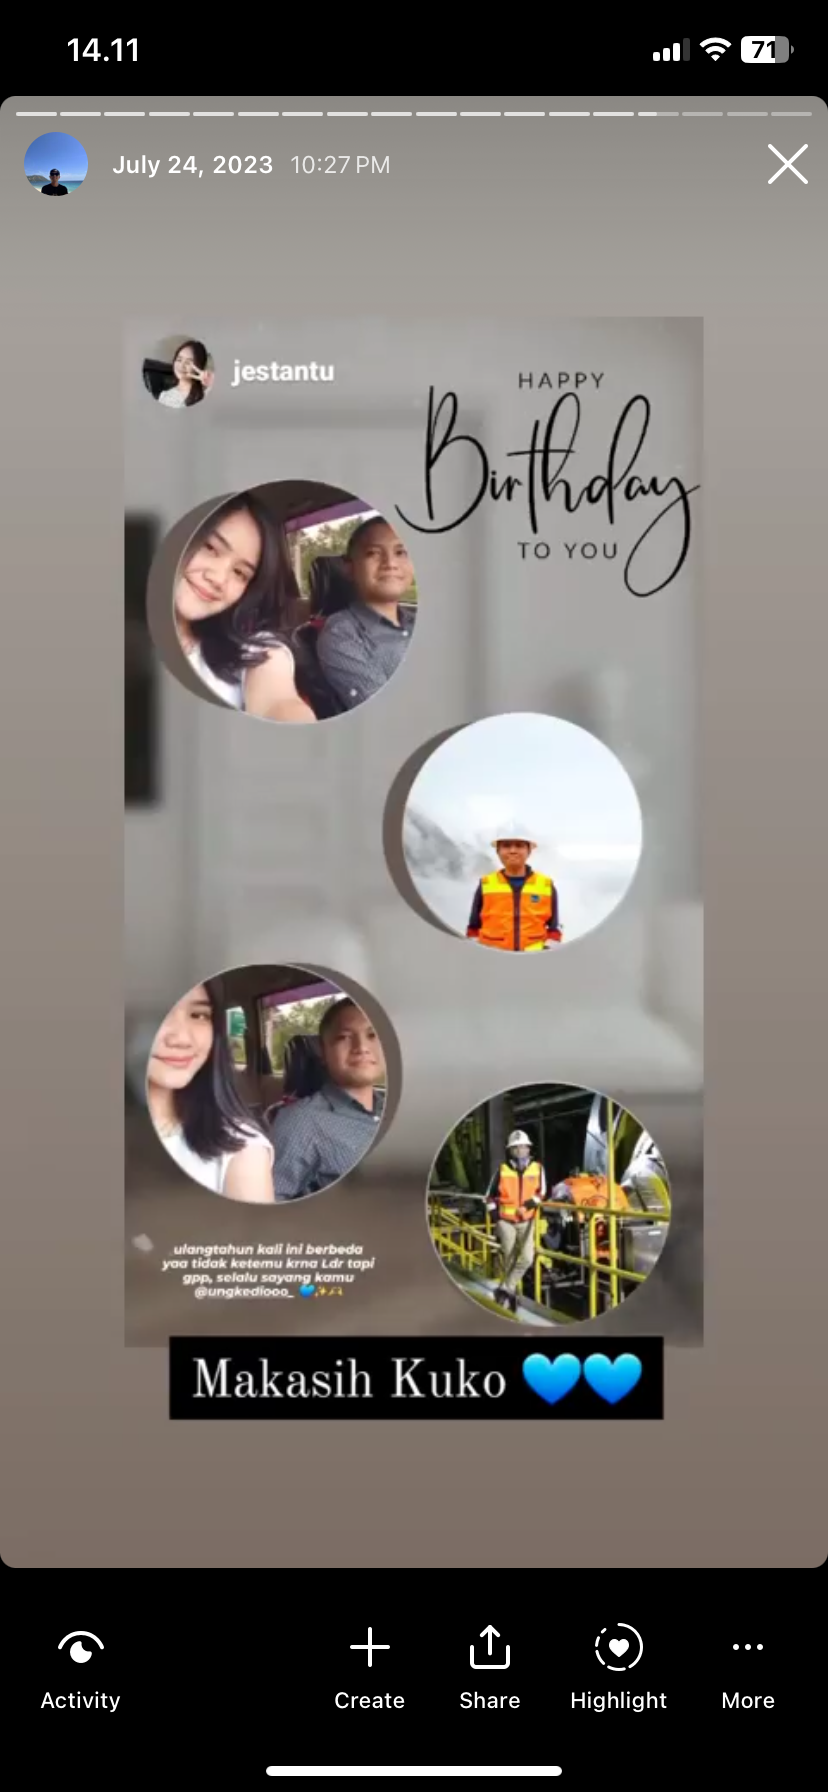 14.11
71
July 24, 2023 10:27 PM
jestantu
HAPPY
Birthday
TO YOU
ulangtahun kali ini berbeda
yaa tidak ketemu krna Ldr tapi
gpp, selalu sayang kamu
@ungkediooo_ 💙✨🫶
Makasih Kuko 💙💙
Activity
Create
Share
Highlight
More